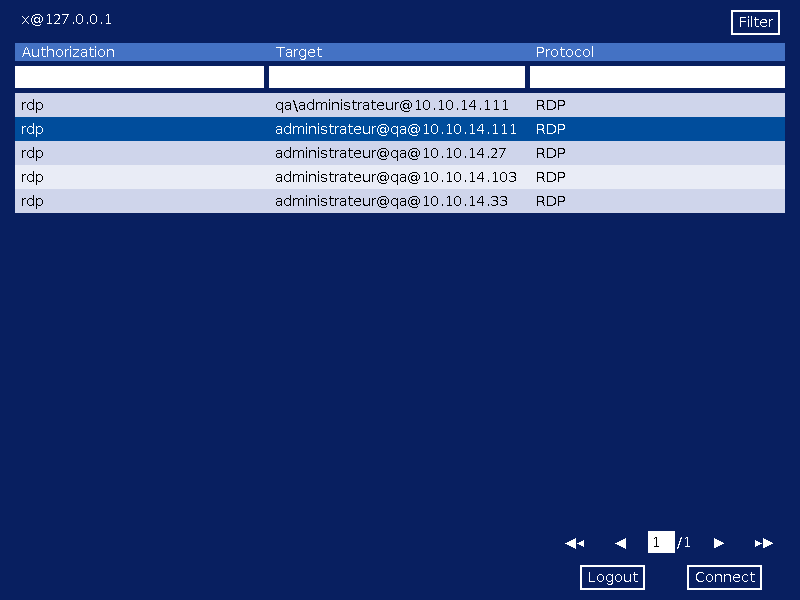 x@127.0.0.1
Filter
Authorization Target Protocol
rdp qa\administrateur@10.10.14.111 RDP
rdp administrateur@qa@10.10.14.111 RDP
rdp administrateur@qa@10.10.14.27 RDP
rdp administrateur@qa@10.10.14.103 RDP
rdp administrateur@qa@10.10.14.33 RDP
1 /1
Logout Connect